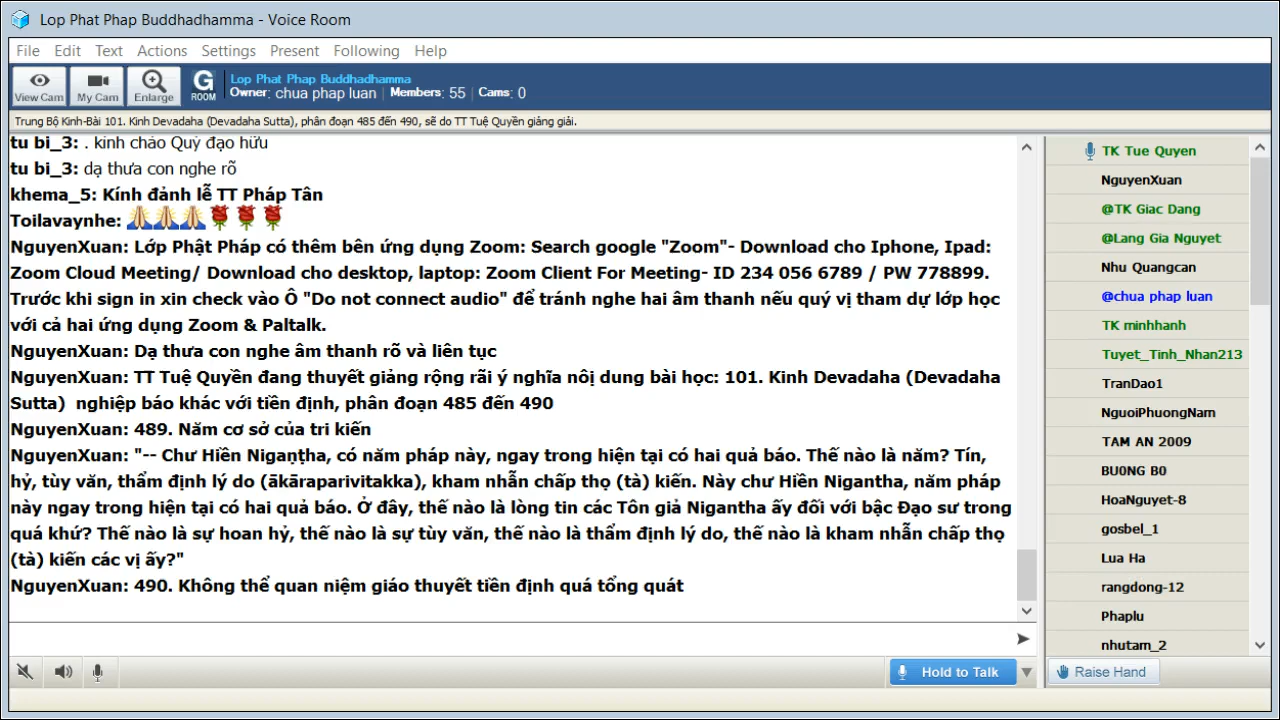 Lop Phat Phap Buddhadhamma - Voice Room
File Edit Text Actions Settings Present Following Help
View Cam My Cam Enlarge G ROOM
Lop Phat Phap Buddhadhamma
Owner: chua phap luan | Members: 55 | Cams: 0
Trung Bộ Kinh-Bài 101. Kinh Devadaha (Devadaha Sutta), phân đoạn 485 đến 490, sẽ do TT Tuệ Quyền giảng giải.
tu bi_3: . kính chào Quý đạo hữu
tu bi_3: dạ thưa con nghe rõ
khema_5: Kính đảnh lễ TT Pháp Tân
Toilavaynhe:
NguyenXuan: Lớp Phật Pháp có thêm bên ứng dụng Zoom: Search google "Zoom"- Download cho Iphone, Ipad:
Zoom Cloud Meeting/ Download cho desktop, laptop: Zoom Client For Meeting- ID 234 056 6789 / PW 778899.
Trước khi sign in xin check vào Ô "Do not connect audio" để tránh nghe hai âm thanh nếu quý vị tham dự lớp học
với cả hai ứng dụng Zoom & Paltalk.
NguyenXuan: Dạ thưa con nghe âm thanh rõ và liên tục
NguyenXuan: TT Tuệ Quyền đang thuyết giảng rộng rãi ý nghĩa nôị dung bài học: 101. Kinh Devadaha (Devadaha
Sutta) nghiệp báo khác với tiền định, phân đoạn 485 đến 490
NguyenXuan: 489. Năm cơ sở của tri kiến
NguyenXuan: "-- Chư Hiền Nigaṇṭha, có năm pháp này, ngay trong hiện tại có hai quả báo. Thế nào là năm? Tín,
hỷ, tùy văn, thẩm định lý do (ākāraparivitakka), kham nhẫn chấp thọ (tà) kiến. Này chư Hiền Nigantha, năm pháp
này ngay trong hiện tại có hai quả báo. Ở đây, thế nào là lòng tin các Tôn giả Nigantha ấy đối với bậc Đạo sư trong
quá khứ? Thế nào là sự hoan hỷ, thế nào là sự tùy văn, thế nào là thẩm định lý do, thế nào là kham nhẫn chấp thọ
(tà) kiến các vị ấy?"
NguyenXuan: 490. Không thể quan niệm giáo thuyết tiền định quá tổng quát
Hold to Talk
TK Tue Quyen
NguyenXuan
@TK Giac Dang
@Lang Gia Nguyet
Nhu Quangcan
@chua phap luan
TK minhhanh
Tuyet_Tinh_Nhan213
TranDao1
NguoiPhuongNam
TAM AN 2009
BU0NG B0
HoaNguyet-8
gosbel_1
Lua Ha
rangdong-12
Phaplu
nhutam_2
Raise Hand